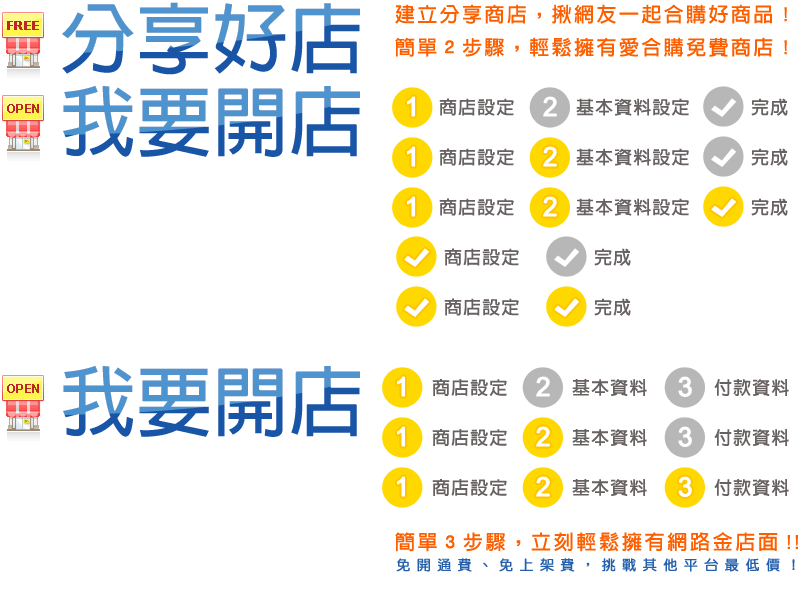 FREE
分享好店
建立分享商店，揪網友一起合購好商品！
簡單2步驟，輕鬆擁有愛合購免費商店！
OPEN
我要開店
1 商店設定 2 基本資料設定 完成
1 商店設定 2 基本資料設定 完成
1 商店設定 2 基本資料設定 完成
商店設定 完成
商店設定 完成
OPEN
我要開店
1 商店設定 2 基本資料 3 付款資料
1 商店設定 2 基本資料 3 付款資料
1 商店設定 2 基本資料 3 付款資料
簡單3步驟，立刻輕鬆擁有網路金店面!!
免開通費、免上架費，挑戰其他平台最低價！